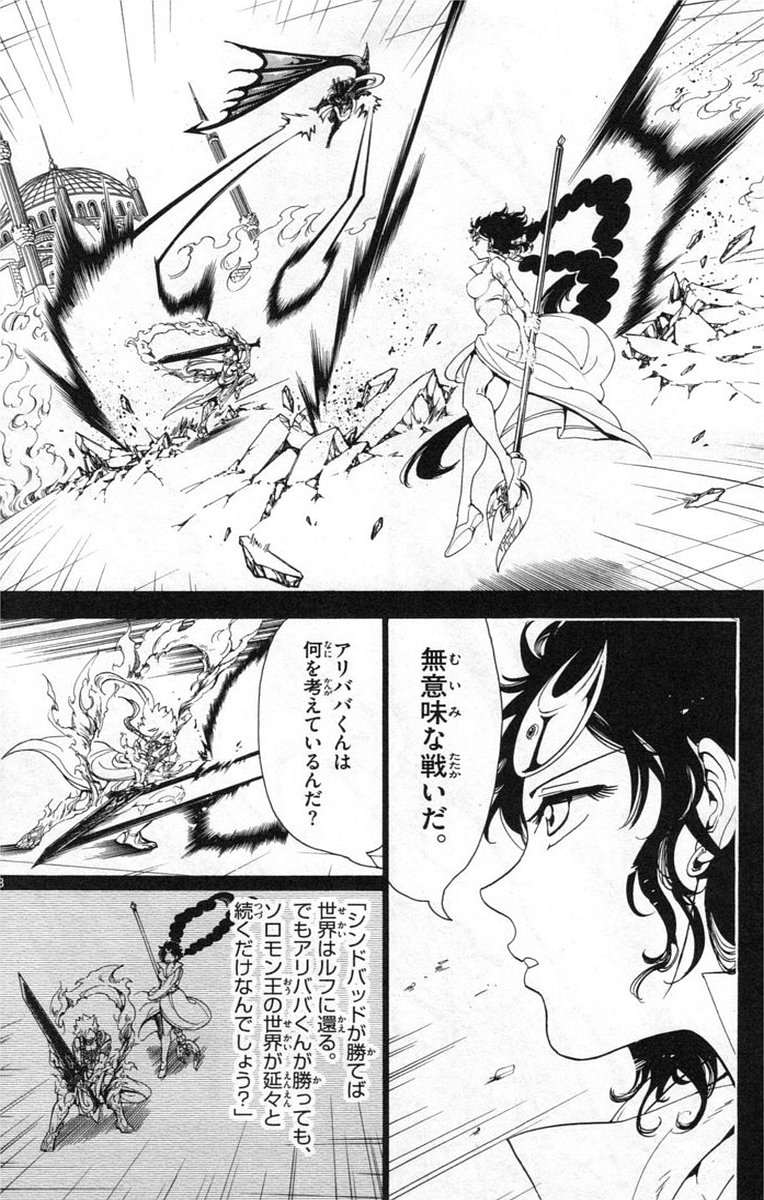 無意味な戦いだ。
アリババくんは
何を考えているんだ?
「シンドバッドが勝てば
世界はルフに還る。
でもアリババくんが勝っても、
ソロモン王の世界が延々と
続くだけなんでしょう?」